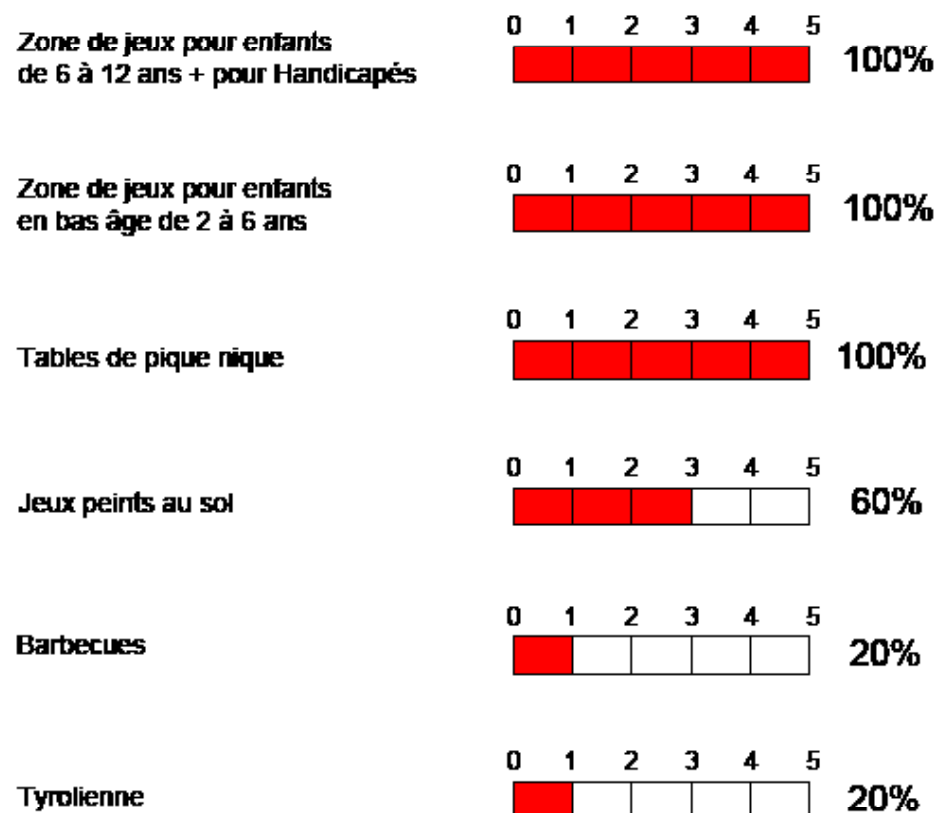 0 1 2 3 4 5
Zone de jeux pour enfants
de 6 à 12 ans + pour Handicapés
100%
0 1 2 3 4 5
Zone de jeux pour enfants
en bas âge de 2 à 6 ans
100%
0 1 2 3 4 5
Tables de pique nique
100%
0 1 2 3 4 5
Jeux peints au sol
60%
0 1 2 3 4 5
Barbecues
20%
0 1 2 3 4 5
Tyrolienne
20%